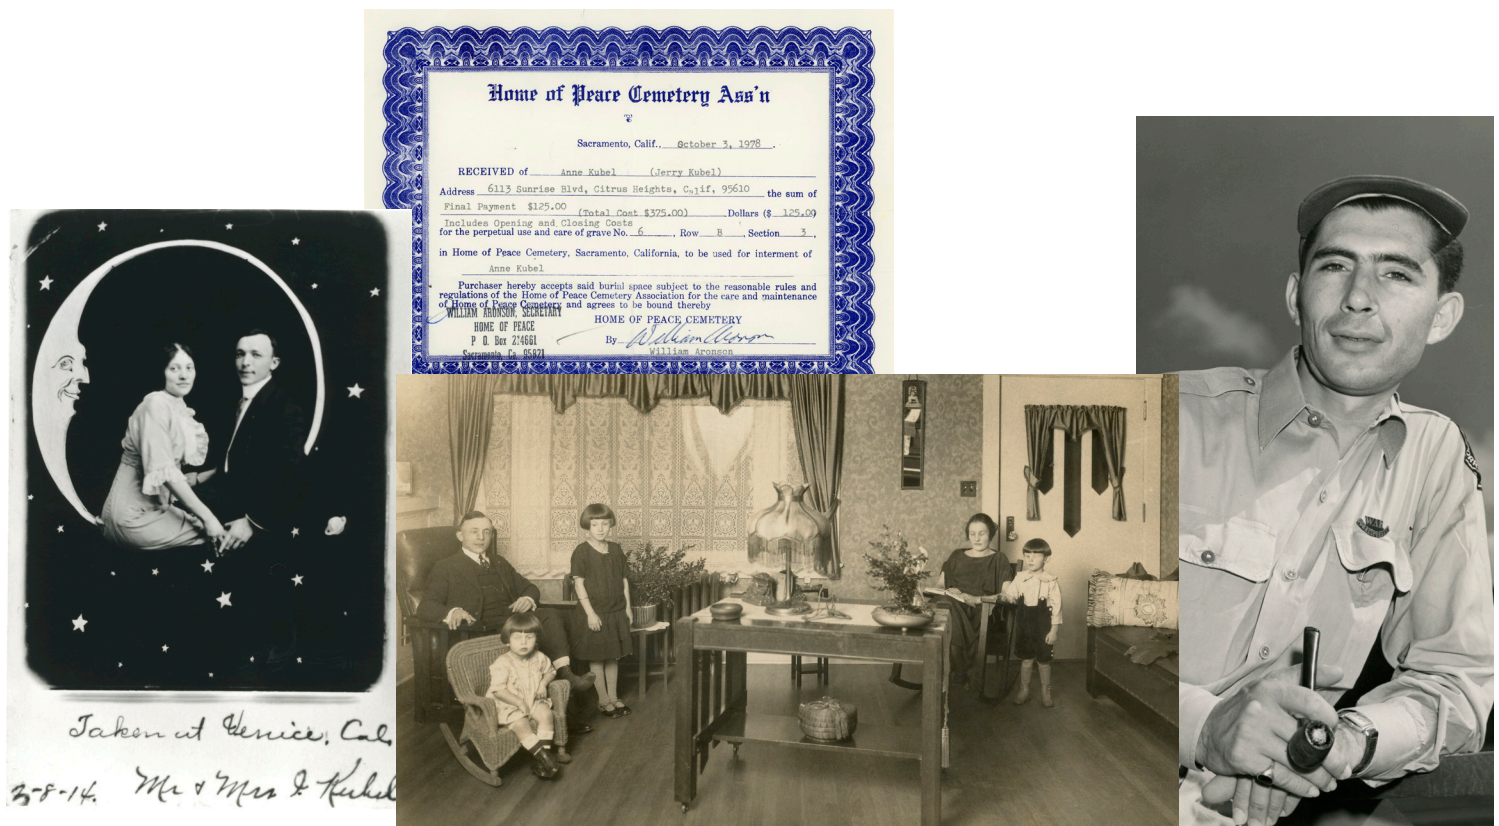 Home of Peace Cemetery Ass'n
Sacramento, Calif., October 3, 1978.
RECEIVED of Anne Kubel (Jerry Kubel)
Address 6113 Sunrise Blvd, Citrus Heights, Calif, 95610 the sum of
Final Payment $125.00 (Total Cost $375.00) Dollars ($ 125.00
Includes Opening and Closing Costs
for the perpetual use and care of grave No. 6, Row B, Section 3,
in Home of Peace Cemetery, Sacramento, California, to be used for interment of
Anne Kubel
Purchaser hereby accepts said burial space subject to the reasonable rules and
regulations of the Home of Peace Cemetery Association for the care and maintenance
of Home of Peace Cemetery and agrees to be bound thereby
WILLIAM ARONSON, SECRETARY
HOME OF PEACE
P O. Box
Sacramento, Ca. 95821
HOME OF PEACE CEMETERY
By William Aronson
William Aronson
Taken at Venice, Cal.
3-8-14. Mr & Mrs I. Kubel